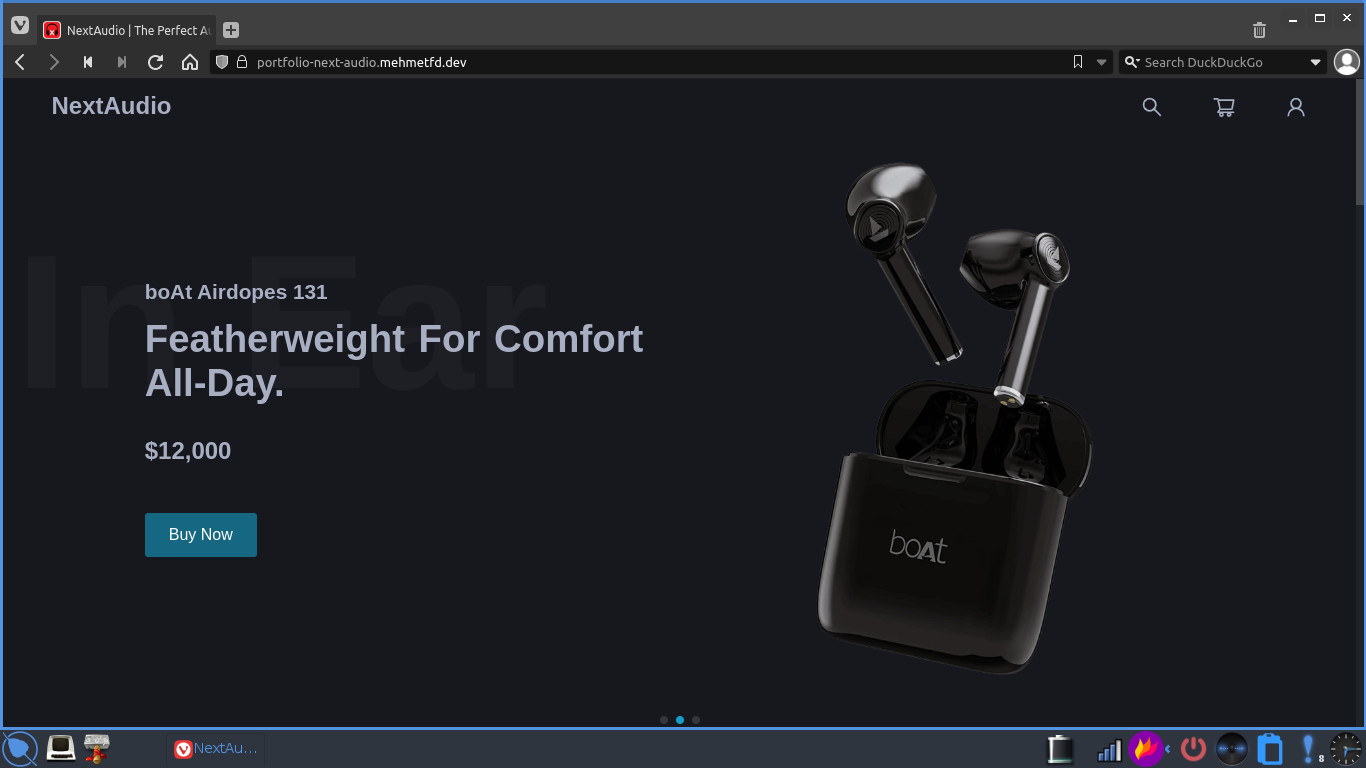 NextAudio | The Perfect Au
portfolio-next-audio.mehmetfd.dev
Search DuckDuckGo
NextAudio
In Ear
boAt Airdopes 131
Featherweight For Comfort
All-Day.
$12,000
Buy Now
boAt
NextAu...
8